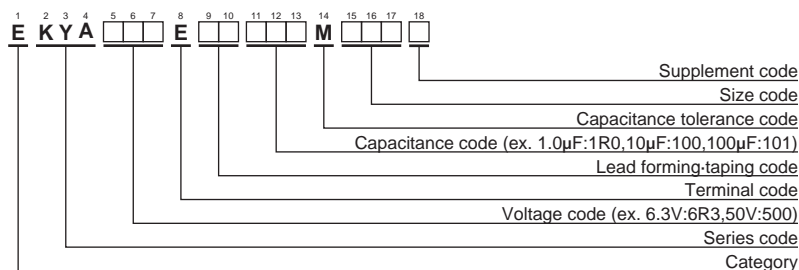 1 2 3 4 5 6 7 8 9 10 11 12 13 14 15 16 17 18
E K Y A E M
Supplement code
Size code
Capacitance tolerance code
Capacitance code (ex. 1.0μF:1R0,10μF:100,100μF:101)
Lead forming·taping code
Terminal code
Voltage code (ex. 6.3V:6R3,50V:500)
Series code
Category